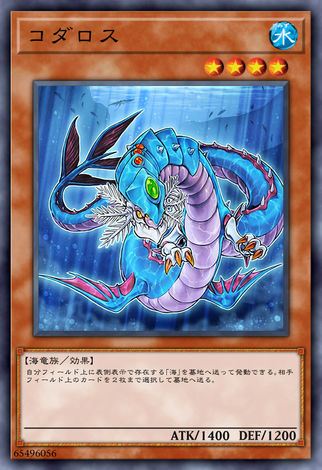 コダロス
水
【海竜族／効果】
自分フィールド上に表側表示で存在する「海」を墓地へ送って発動できる。相手
フィールド上のカードを２枚まで選択して墓地へ送る。
ATK/1400 DEF/1200
65496056